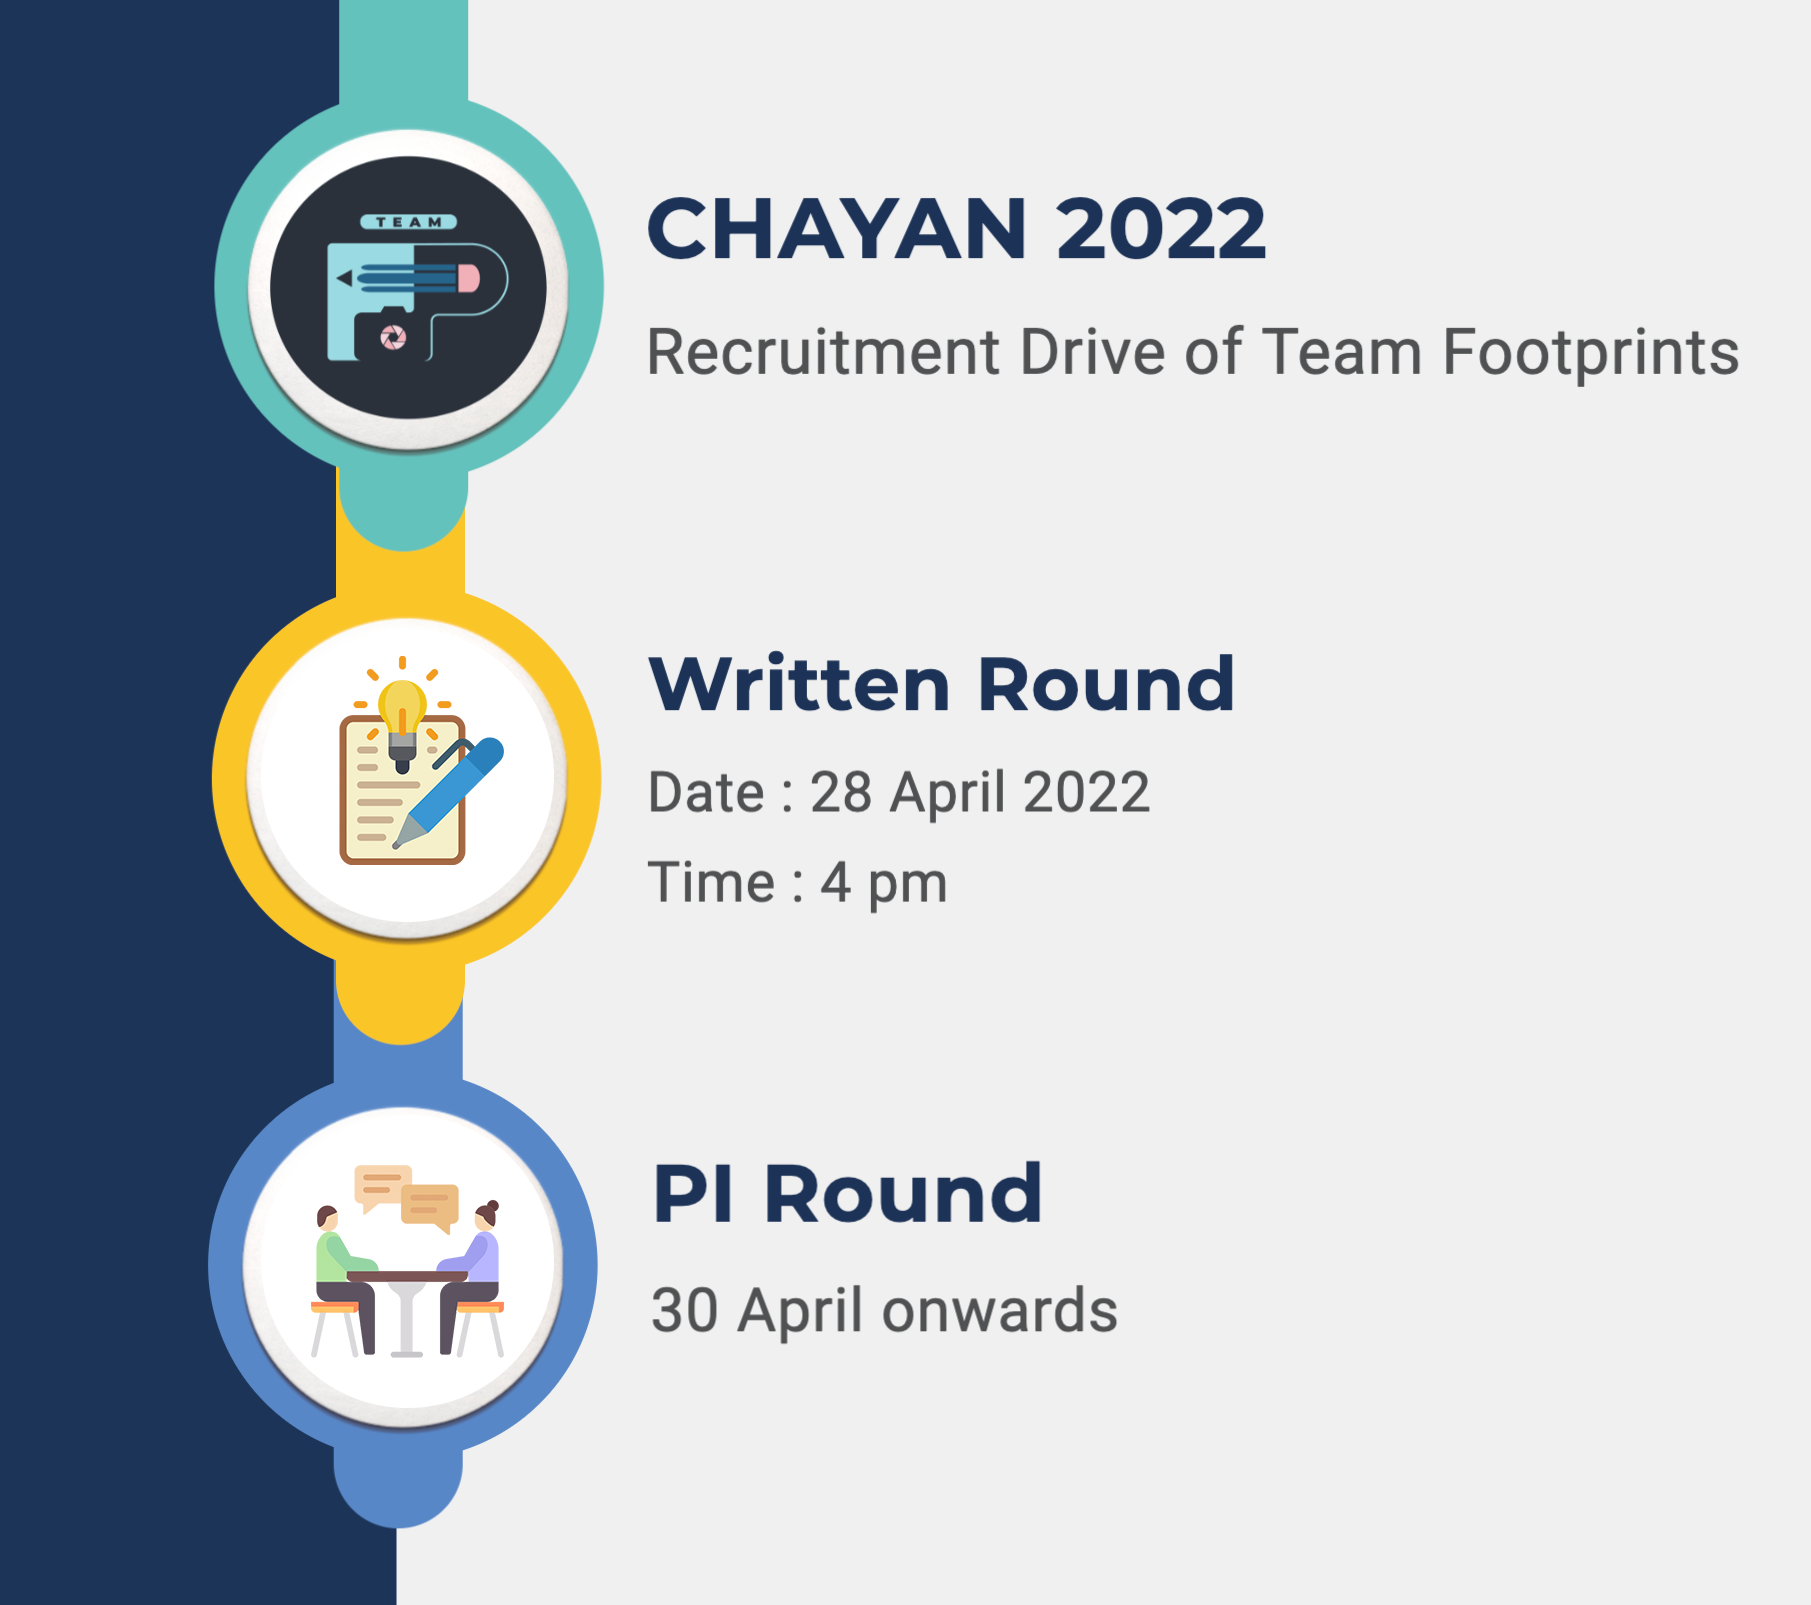 TEAM
CHAYAN 2022
Recruitment Drive of Team Footprints
Written Round
Date : 28 April 2022
Time : 4 pm
PI Round
30 April onwards